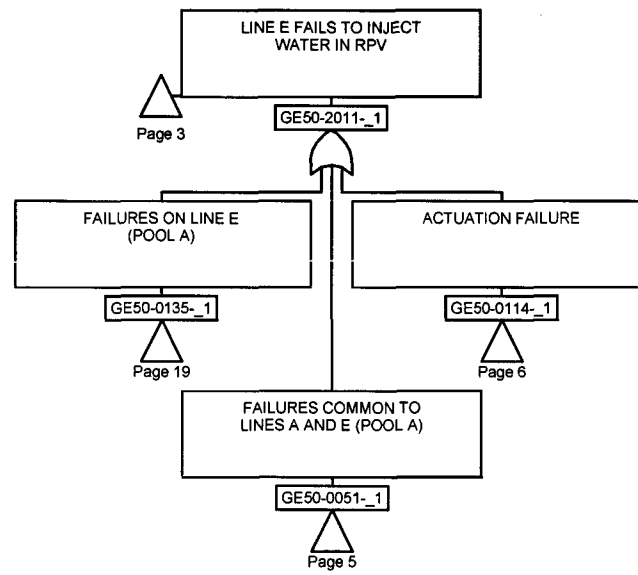 LINE E FAILS TO INJECT
WATER IN RPV
Page 3
GE50-2011-_1
FAILURES ON LINE E
(POOL A)
ACTUATION FAILURE
GE50-0135-_1
GE50-0114-_1
Page 19
Page 6
FAILURES COMMON TO
LINES A AND E (POOL A)
GE50-0051-_1
Page 5